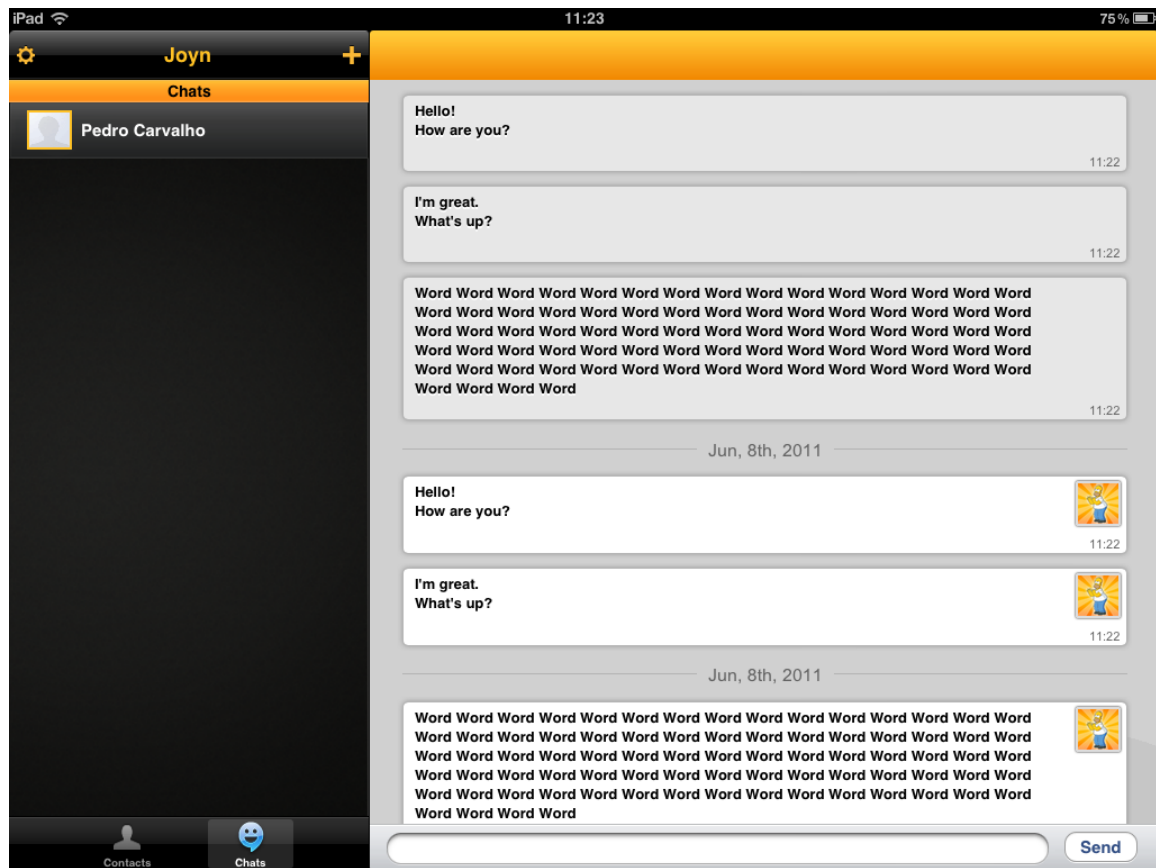 iPad 11:23 75%
Joyn
Chats
Pedro Carvalho
Hello!
How are you?
11:22
I'm great.
What's up?
11:22
Word Word Word Word Word Word Word Word Word Word Word Word Word Word Word
Word Word Word Word Word Word Word Word Word Word Word Word Word Word Word
Word Word Word Word Word Word Word Word Word Word Word Word Word Word Word
Word Word Word Word Word Word Word Word Word Word Word Word Word Word Word
Word Word Word Word Word Word Word Word Word Word Word Word Word Word Word
Word Word Word Word
11:22
Jun, 8th, 2011
Hello!
How are you?
11:22
I'm great.
What's up?
11:22
Jun, 8th, 2011
Word Word Word Word Word Word Word Word Word Word Word Word Word Word Word
Word Word Word Word Word Word Word Word Word Word Word Word Word Word Word
Word Word Word Word Word Word Word Word Word Word Word Word Word Word Word
Word Word Word Word Word Word Word Word Word Word Word Word Word Word Word
Word Word Word Word Word Word Word Word Word Word Word Word Word Word Word
Word Word Word Word
Contacts
Chats
Send